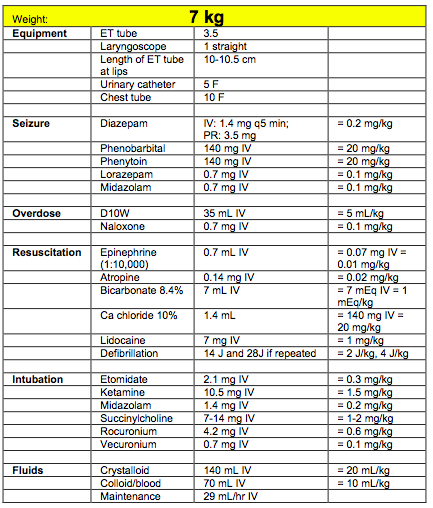 Weight: 7 kg
Equipment ET tube 3.5
Laryngoscope 1 straight
Length of ET tube 10-10.5 cm
at lips
Urinary catheter 5 F
Chest tube 10 F
Seizure Diazepam IV: 1.4 mg q5 min; = 0.2 mg/kg
PR: 3.5 mg
Phenobarbital 140 mg IV = 20 mg/kg
Phenytoin 140 mg IV = 20 mg/kg
Lorazepam 0.7 mg IV = 0.1 mg/kg
Midazolam 0.7 mg IV = 0.1 mg/kg
Overdose D10W 35 mL IV = 5 mL/kg
Naloxone 0.7 mg IV = 0.1 mg/kg
Resuscitation Epinephrine 0.7 mL IV = 0.07 mg IV =
(1:10,000) 0.01 mg/kg
Atropine 0.14 mg IV = 0.02 mg/kg
Bicarbonate 8.4% 7 mL IV = 7 mEq IV = 1
mEq/kg
Ca chloride 10% 1.4 mL = 140 mg IV =
20 mg/kg
Lidocaine 7 mg IV = 1 mg/kg
Defibrillation 14 J and 28J if repeated = 2 J/kg, 4 J/kg
Intubation Etomidate 2.1 mg IV = 0.3 mg/kg
Ketamine 10.5 mg IV = 1.5 mg/kg
Midazolam 1.4 mg IV = 0.2 mg/kg
Succinylcholine 7-14 mg IV = 1-2 mg/kg
Rocuronium 4.2 mg IV = 0.6 mg/kg
Vecuronium 0.7 mg IV = 0.1 mg/kg
Fluids Crystalloid 140 mL IV = 20 mL/kg
Colloid/blood 70 mL IV = 10 mL/kg
Maintenance 29 mL/hr IV